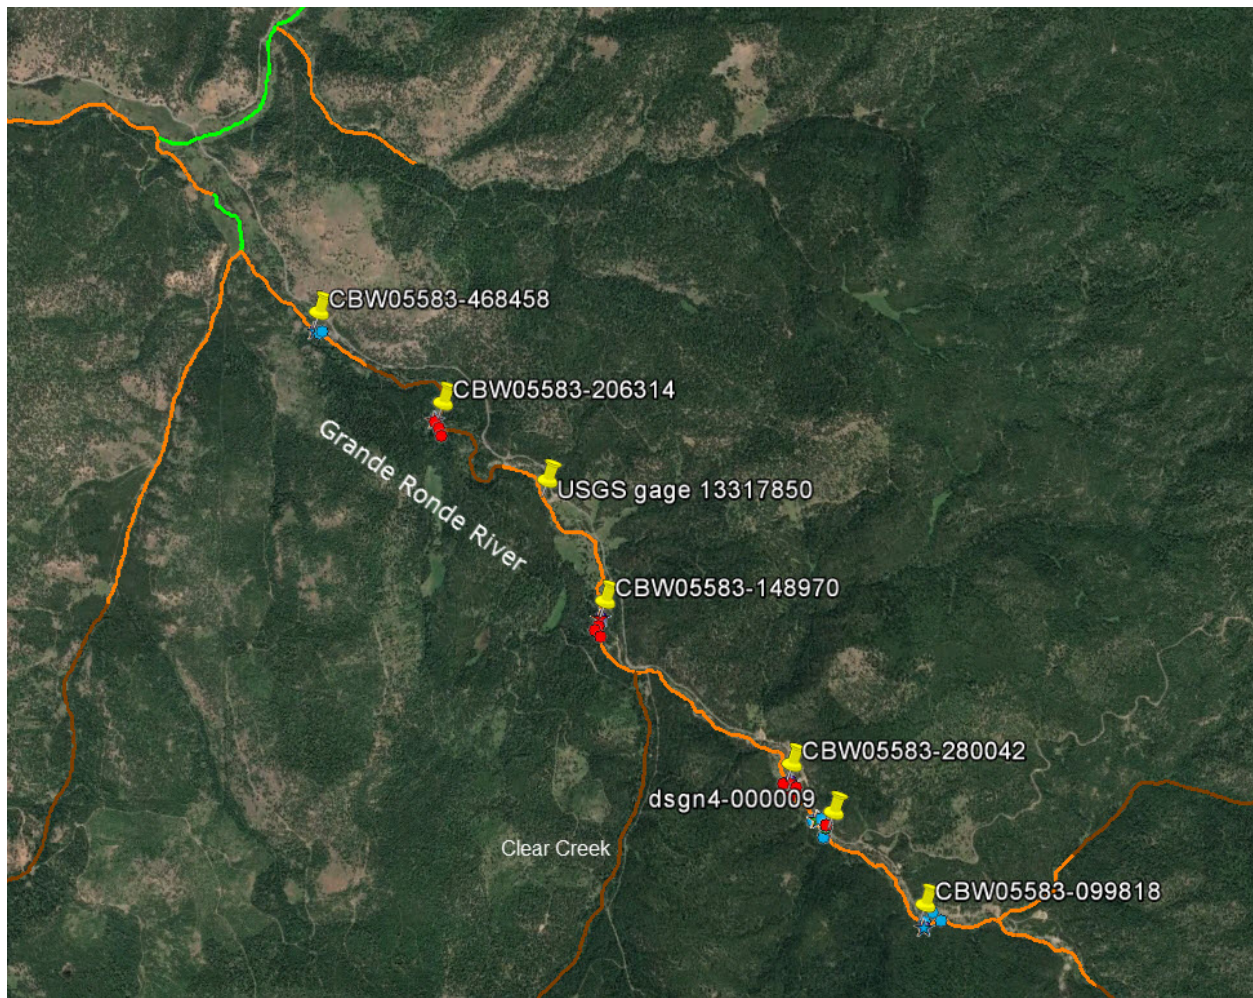 CBW05583-468458
CBW05583-206314
Grande Ronde River
USGS gage 13317850
CBW05583-148970
CBW05583-280042
dsgn4-000009
Clear Creek
CBW05583-099818